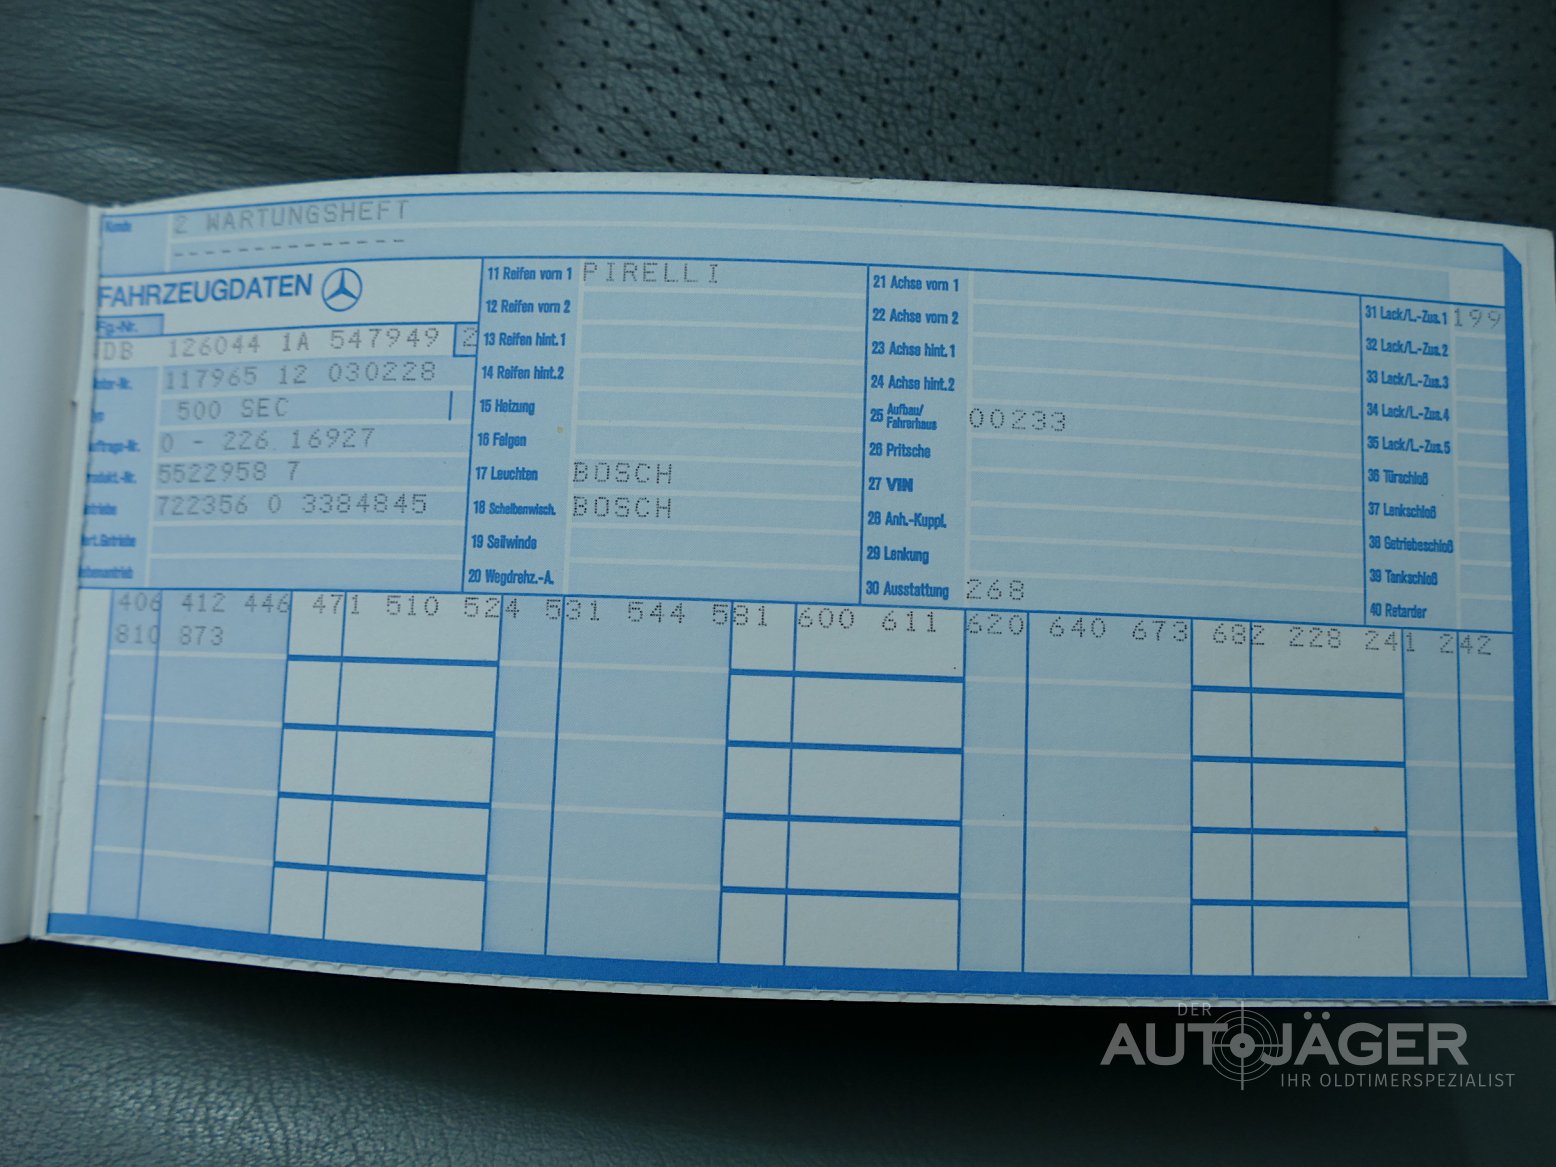 Kunde 2 WARTUNGSHEFT
--------------
FAHRZEUGDATEN
Fg.-Nr.
DB 126044 1A 547949 2
117965 12 030228
500 SEC
0 - 226 16927
5522958 7
722356 0 3384845
11 Reifen vorn 1 PIRELLI
12 Reifen vorn 2
13 Reifen hint.1
14 Reifen hint.2
15 Heizung
16 Felgen
17 Leuchten BOSCH
18 Scheibenwisch. BOSCH
19 Seilwinde
20 Wegdrehz.-A.
21 Achse vorn 1
22 Achse vorn 2
23 Achse hint.1
24 Achse hint.2
25 Aufbau/ Fahrerhaus 00233
26 Pritsche
27 VIN
28 Anh.-Kuppl.
29 Lenkung
30 Ausstattung 268
31 Lack/L.-Zus.1 199
32 Lack/L.-Zus.2
33 Lack/L.-Zus.3
34 Lack/L.-Zus.4
35 Lack/L.-Zus.5
36 Türschloß
37 Lenkschloß
38 Getriebeschloß
39 Tankschloß
40 Retarder
406 412 446 471 510 524 531 544 581 600 611 620 640 673 682 228 241 242
810 873
DER
AUTOJÄGER
IHR OLDTIMERSPEZIALIST